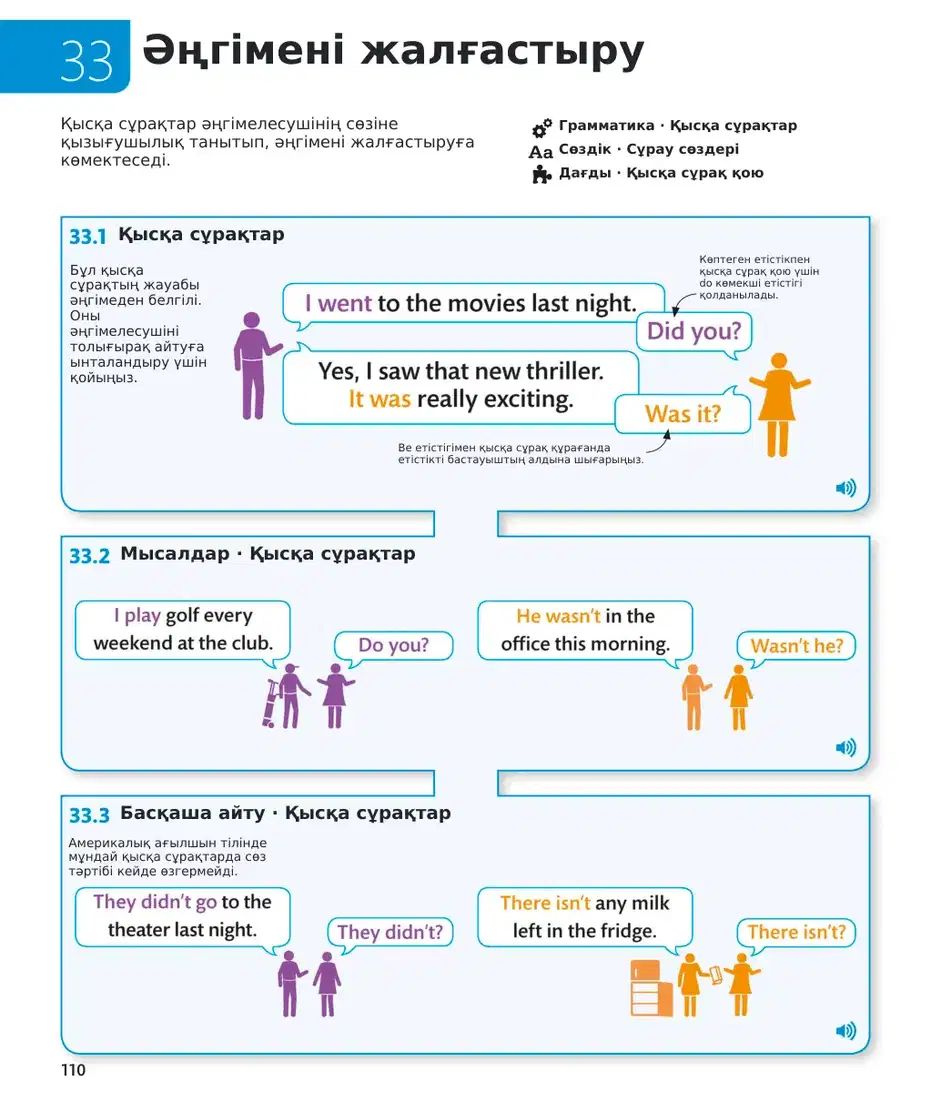 33
Әңгімені жалғастыру
Қысқа сұрақтар әңгімелесушінің сөзіне
қызығушылық танытып, әңгімені жалғастыруға
көмектеседі.
Грамматика · Қысқа сұрақтар
Aa Сөздік · Сұрау сөздері
Дағды · Қысқа сұрақ қою
33.1 Қысқа сұрақтар
Бұл қысқа
сұрақтың жауабы
әңгімеден белгілі.
Оны
әңгімелесушіні
толығырақ айтуға
ынталандыру үшін
қойыңыз.
Көптеген етістікпен
қысқа сұрақ қою үшін
do көмекші етістігі
қолданылады.
I went to the movies last night.
Did you?
Yes, I saw that new thriller.
It was really exciting.
Was it?
Be етістігімен қысқа сұрақ құрағанда
етістікті бастауыштың алдына шығарыңыз.
33.2 Мысалдар · Қысқа сұрақтар
I play golf every
weekend at the club.
Do you?
He wasn't in the
office this morning.
Wasn't he?
33.3 Басқаша айту · Қысқа сұрақтар
Америкалық ағылшын тілінде
мұндай қысқа сұрақтарда сөз
тәртібі кейде өзгермейді.
They didn't go to the
theater last night.
They didn't?
There isn't any milk
left in the fridge.
There isn't?
110